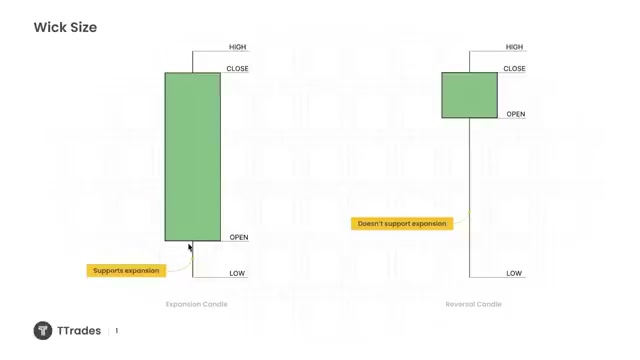 Wick Size
HIGH
CLOSE
OPEN
LOW
Supports expansion
Expansion Candle
HIGH
CLOSE
OPEN
LOW
Doesn't support expansion
Reversal Candle
TTrades | 1